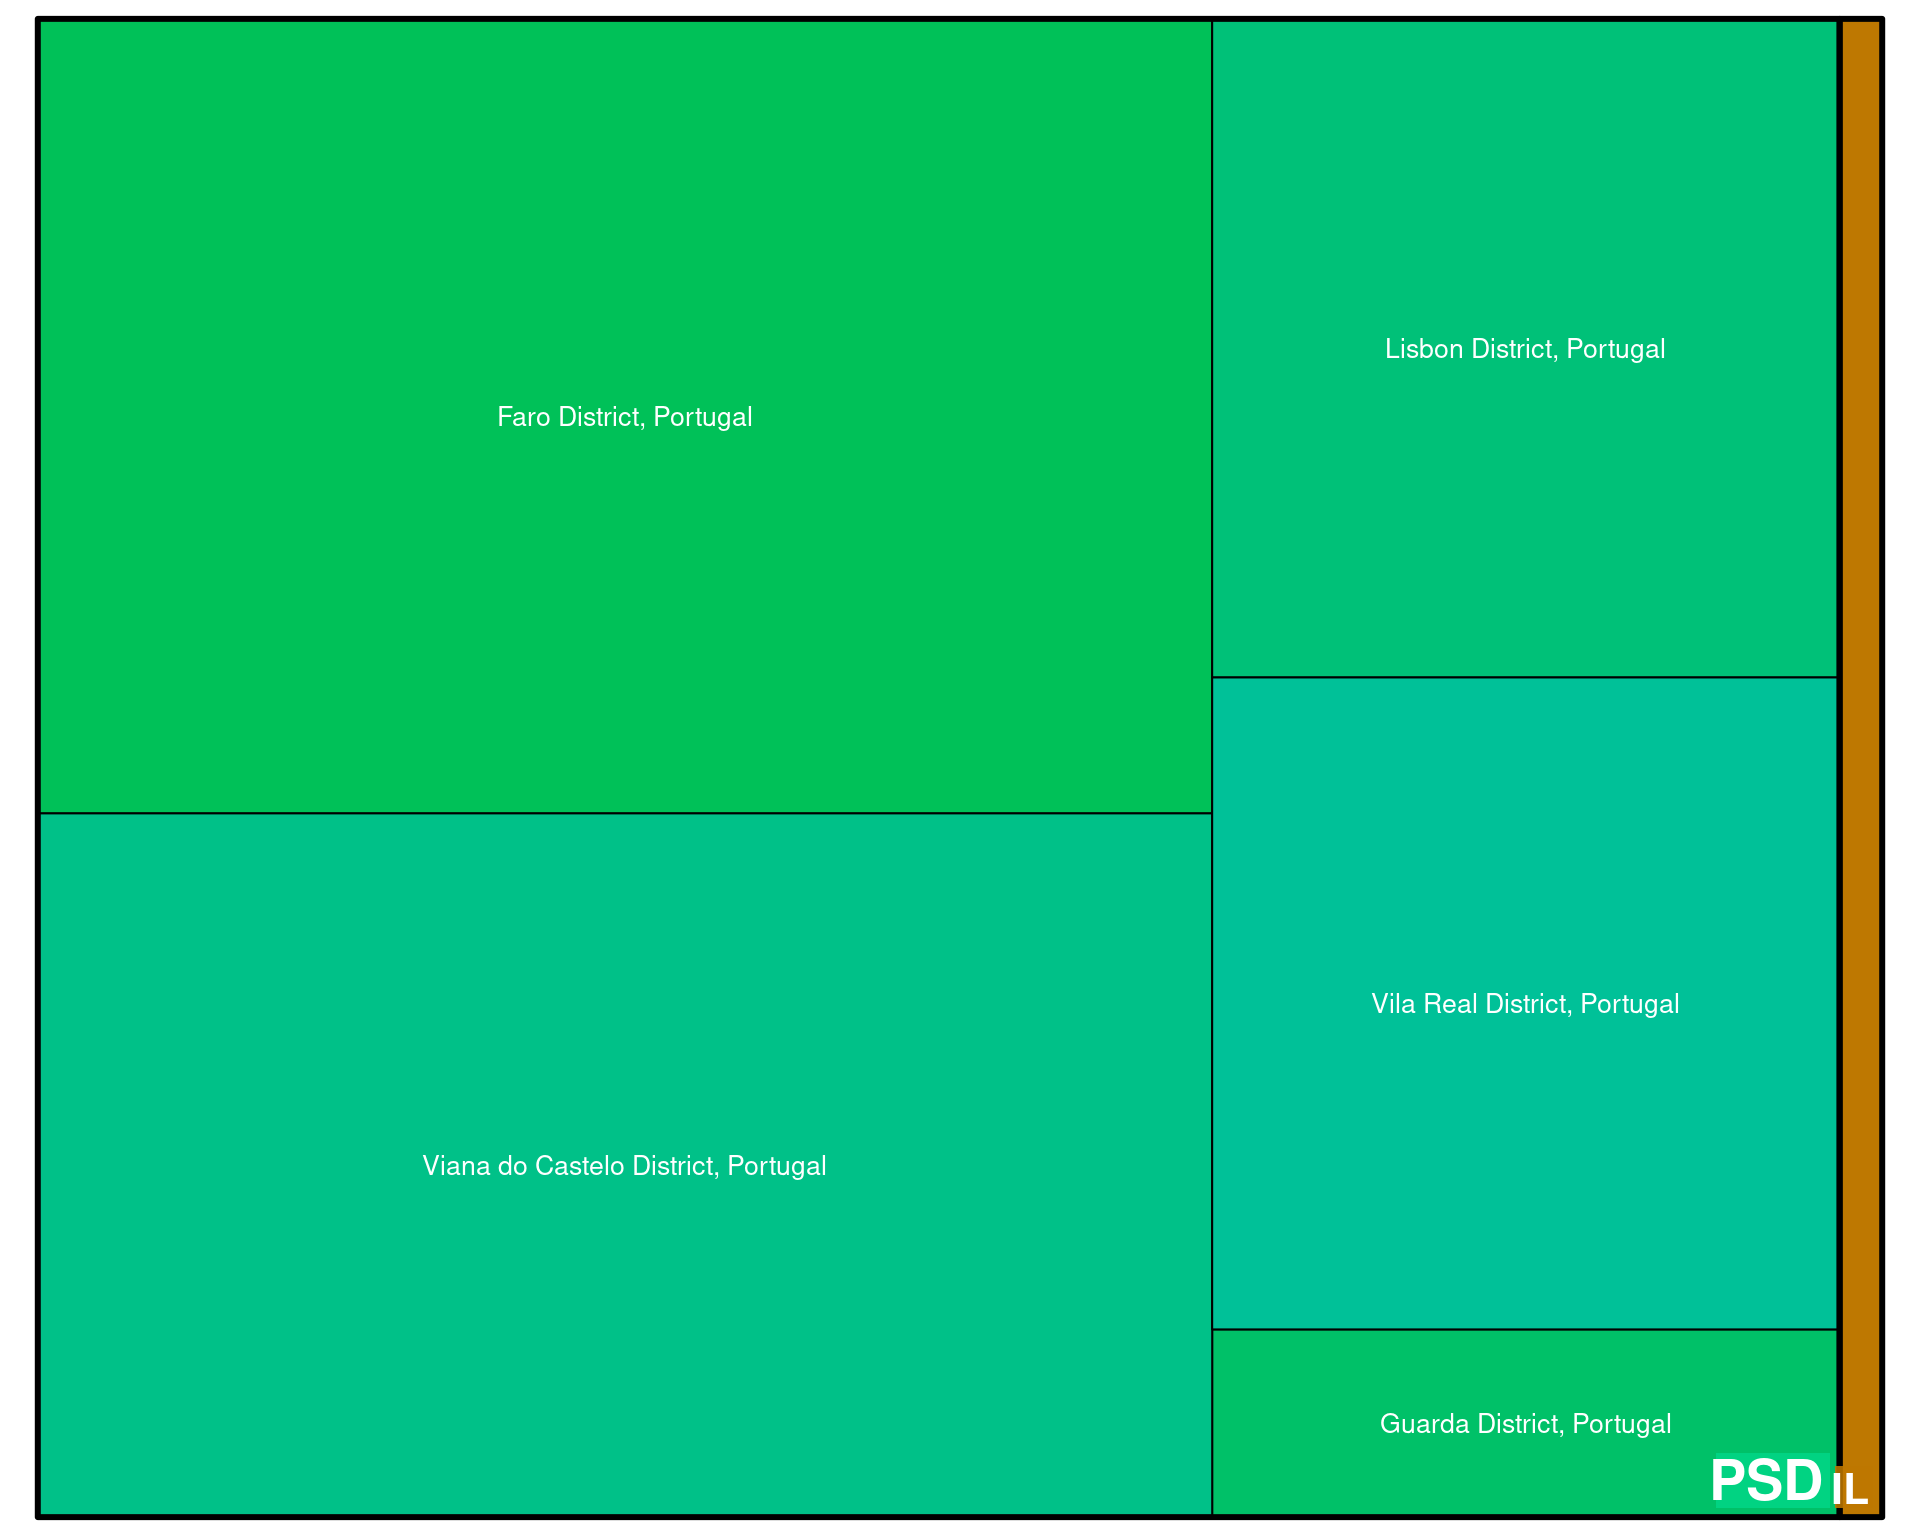 Faro District, Portugal
Lisbon District, Portugal
Vila Real District, Portugal
Viana do Castelo District, Portugal
Guarda District, Portugal
PSD
IL